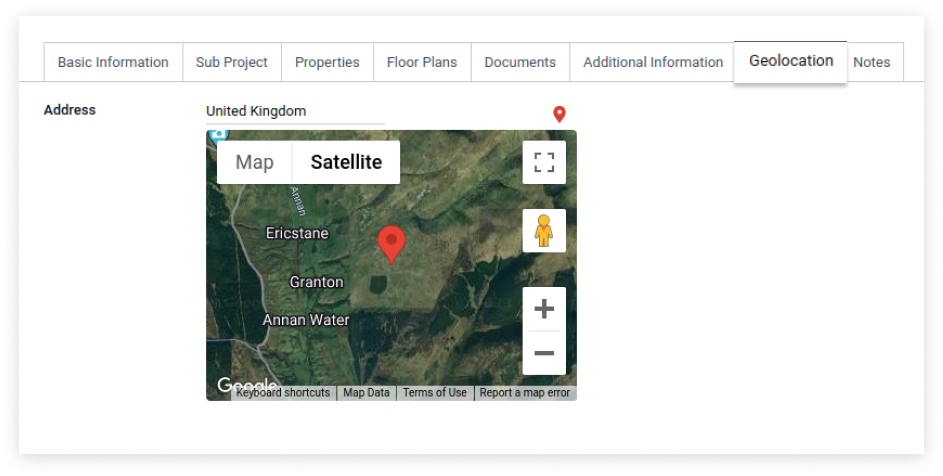 Basic Information Sub Project Properties Floor Plans Documents Additional Information Geolocation Notes
Address United Kingdom
Map Satellite
Annan
Ericstane
Granton
Annan Water
Google
Keyboard shortcuts Map Data Terms of Use Report a map error